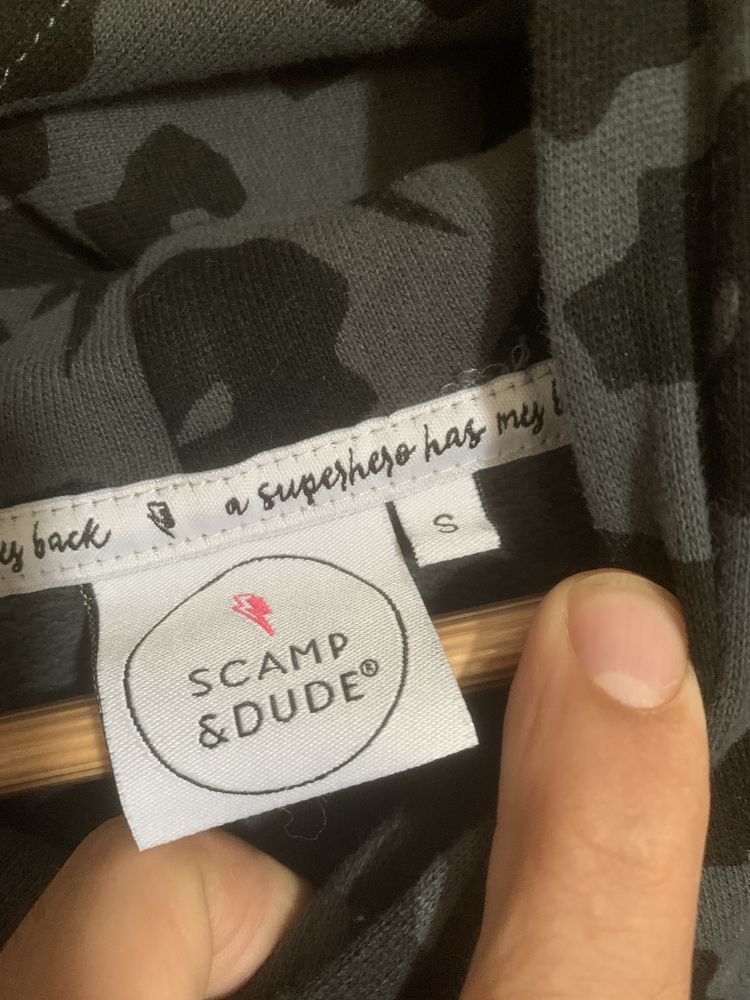 back
a superhero has my
S
SCAMP
&DUDE®